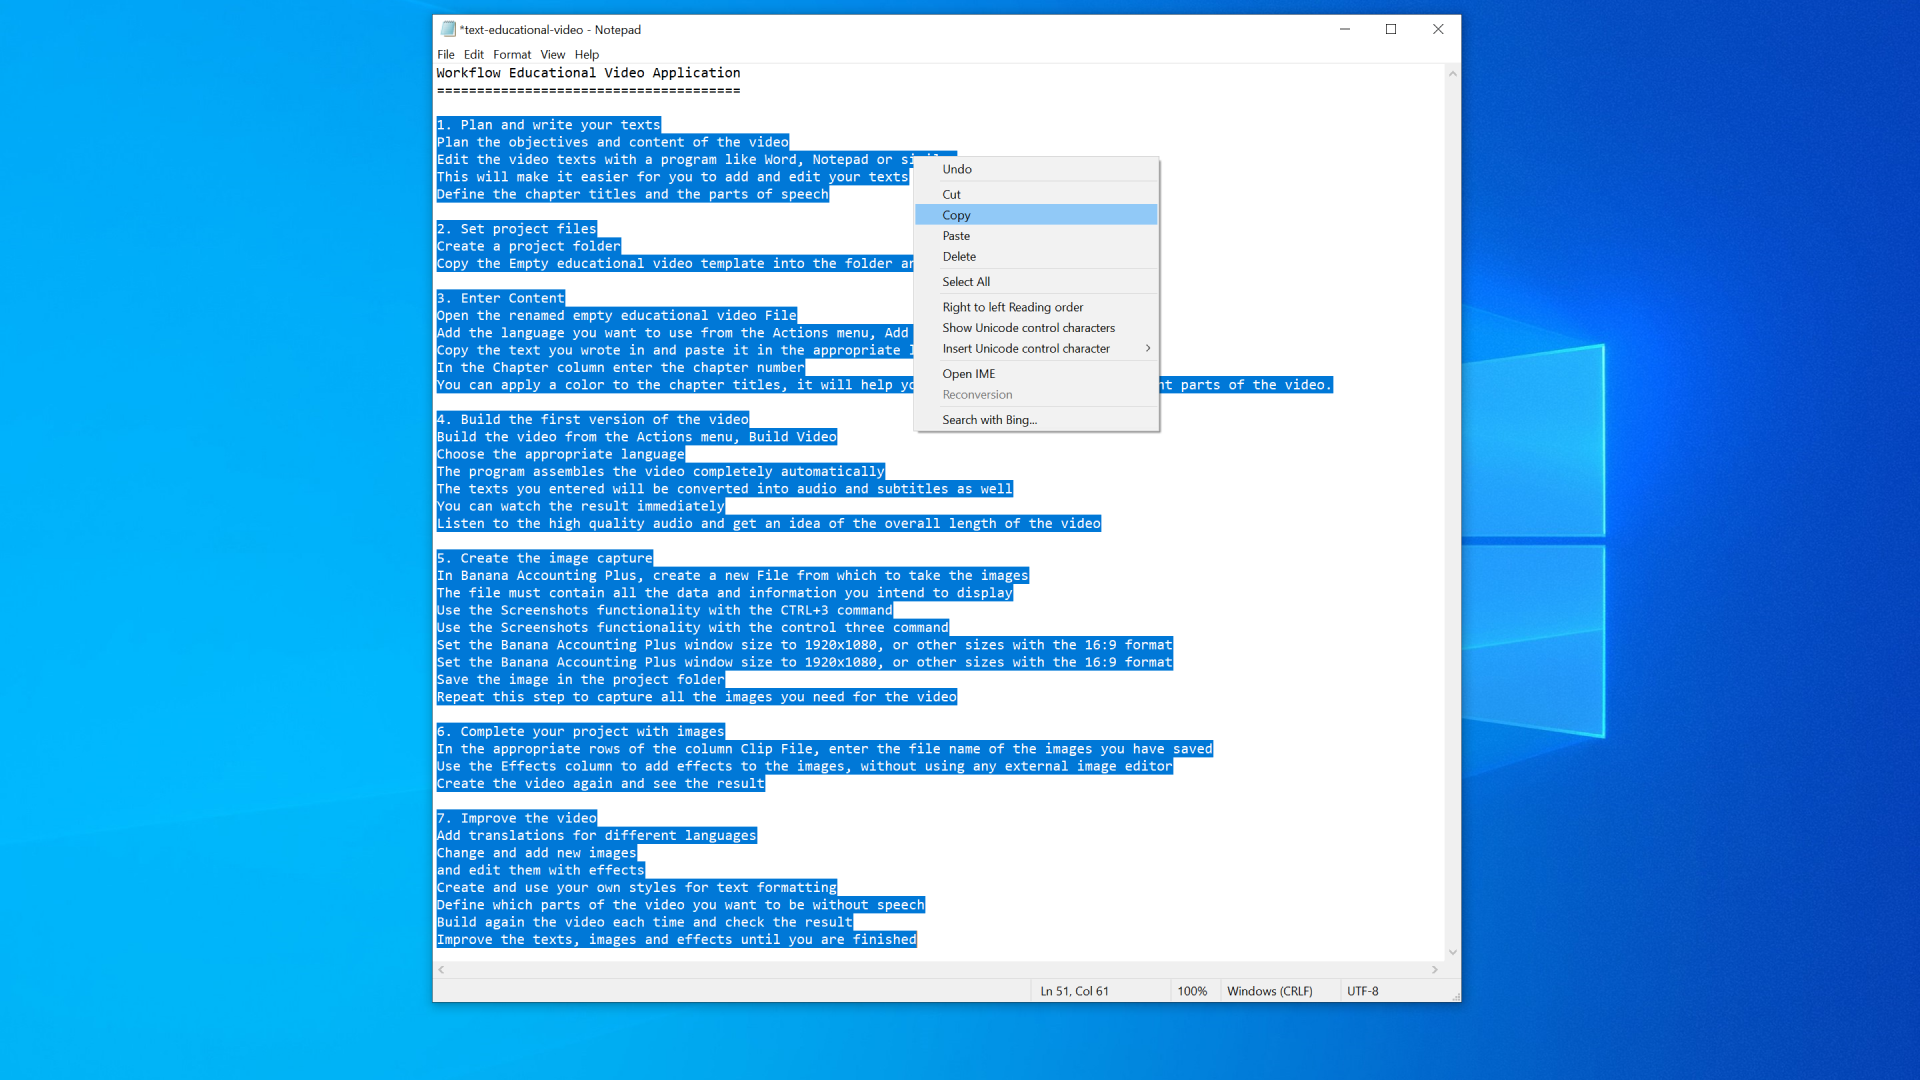 *text-educational-video - Notepad
File Edit Format View Help
Workflow Educational Video Application
======================================
1. Plan and write your texts
Plan the objectives and content of the video
Edit the video texts with a program like Word, Notepad or
This will make it easier for you to add and edit your texts
Define the chapter titles and the parts of speech
2. Set project files
Create a project folder
Copy the Empty educational video template into the folder
3. Enter Content
Open the renamed empty educational video File
Add the language you want to use from the Actions menu, Add
Copy the text you wrote in and paste it in the appropriate
In the Chapter column enter the chapter number
You can apply a color to the chapter titles, it will help parts of the video.
4. Build the first version of the video
Build the video from the Actions menu, Build Video
Choose the appropriate language
The program assembles the video completely automatically
The texts you entered will be converted into audio and subtitles as well
You can watch the result immediately
Listen to the high quality audio and get an idea of the overall length of the video
5. Create the image capture
In Banana Accounting Plus, create a new File from which to take the images
The file must contain all the data and information you intend to display
Use the Screenshots functionality with the CTRL+3 command
Use the Screenshots functionality with the control three command
Set the Banana Accounting Plus window size to 1920x1080, or other sizes with the 16:9 format
Set the Banana Accounting Plus window size to 1920x1080, or other sizes with the 16:9 format
Save the image in the project folder
Repeat this step to capture all the images you need for the video
6. Complete your project with images
In the appropriate rows of the column Clip File, enter the file name of the images you have saved
Use the Effects column to add effects to the images, without using any external image editor
Create the video again and see the result
7. Improve the video
Add translations for different languages
Change and add new images
and edit them with effects
Create and use your own styles for text formatting
Define which parts of the video you want to be without speech
Build again the video each time and check the result
Improve the texts, images and effects until you are finished
Undo
Cut
Copy
Paste
Delete
Select All
Right to left Reading order
Show Unicode control characters
Insert Unicode control character
Open IME
Reconversion
Search with Bing...
Ln 51, Col 61
100%
Windows (CRLF)
UTF-8